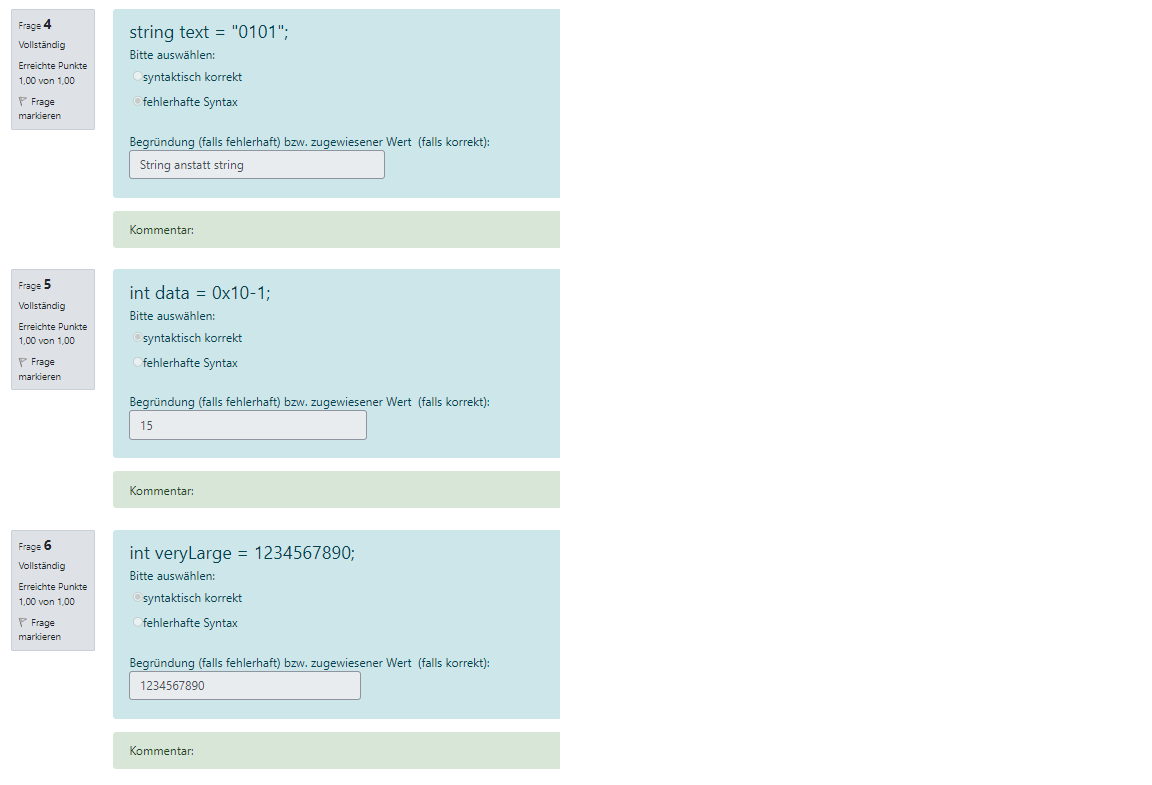 Frage 4
Vollständig
Erreichte Punkte
1,00 von 1,00
Frage
markieren
string text = "0101";
Bitte auswählen:
syntaktisch korrekt
fehlerhafte Syntax
Begründung (falls fehlerhaft) bzw. zugewiesener Wert (falls korrekt):
String anstatt string
Kommentar:
Frage 5
Vollständig
Erreichte Punkte
1,00 von 1,00
Frage
markieren
int data = 0x10-1;
Bitte auswählen:
syntaktisch korrekt
fehlerhafte Syntax
Begründung (falls fehlerhaft) bzw. zugewiesener Wert (falls korrekt):
15
Kommentar:
Frage 6
Vollständig
Erreichte Punkte
1,00 von 1,00
Frage
markieren
int veryLarge = 1234567890;
Bitte auswählen:
syntaktisch korrekt
fehlerhafte Syntax
Begründung (falls fehlerhaft) bzw. zugewiesener Wert (falls korrekt):
1234567890
Kommentar: